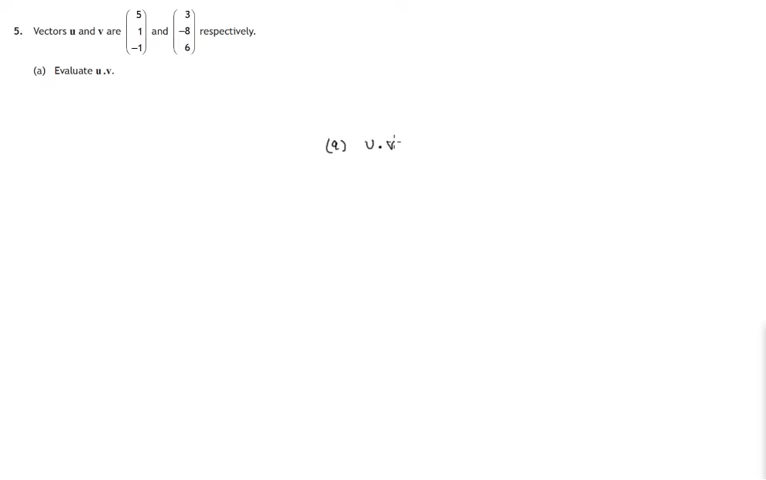 5. Vectors u and v are ( 5 1 −1 ) and ( 3 −8 6 ) respectively.
(a) Evaluate u.v.
(a) u.v